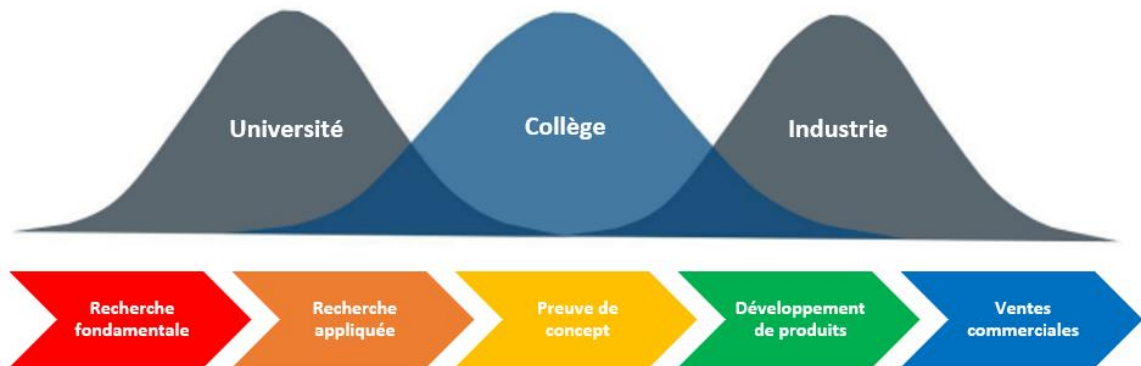 Université
Collège
Industrie
Recherche
fondamentale
Recherche
appliquée
Preuve de
concept
Développement
de produits
Ventes
commerciales